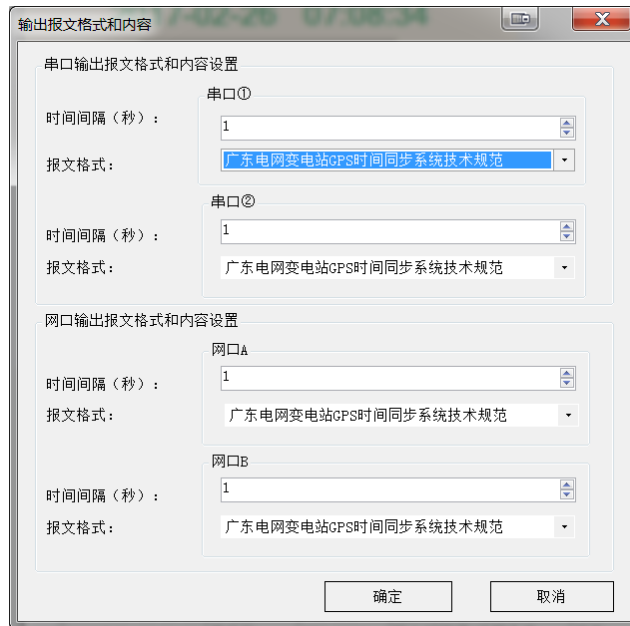 17-02-26 07:08:34
输出报文格式和内容
串口输出报文格式和内容设置
串口①
时间间隔（秒）：
1
报文格式：
广东电网变电站GPS时间同步系统技术规范
串口②
时间间隔（秒）：
1
报文格式：
广东电网变电站GPS时间同步系统技术规范
网口输出报文格式和内容设置
网口A
时间间隔（秒）：
1
报文格式：
广东电网变电站GPS时间同步系统技术规范
网口B
时间间隔（秒）：
1
报文格式：
广东电网变电站GPS时间同步系统技术规范
确定
取消